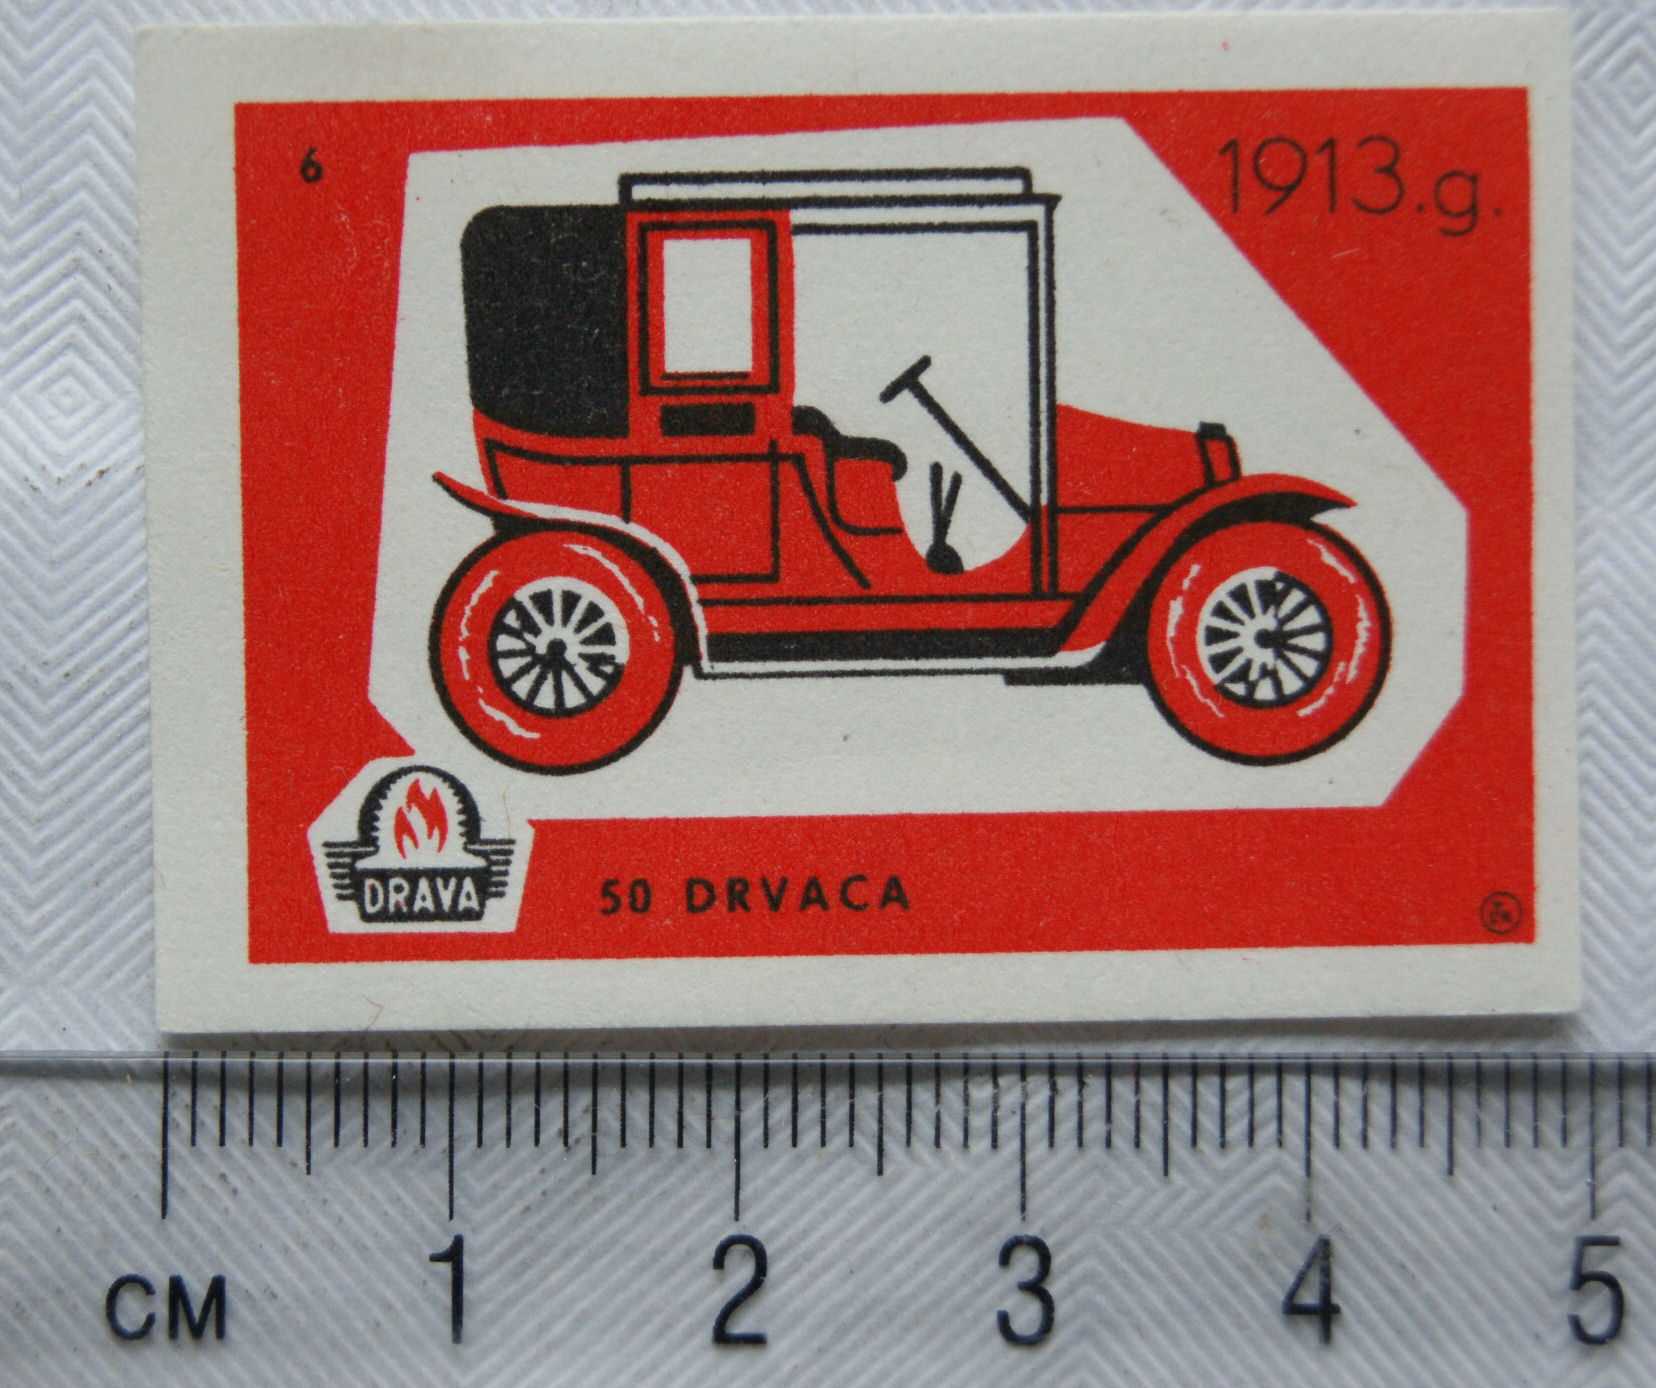 6
1913.g.
DRAVA
50 DRVACA
CM 1 2 3 4 5